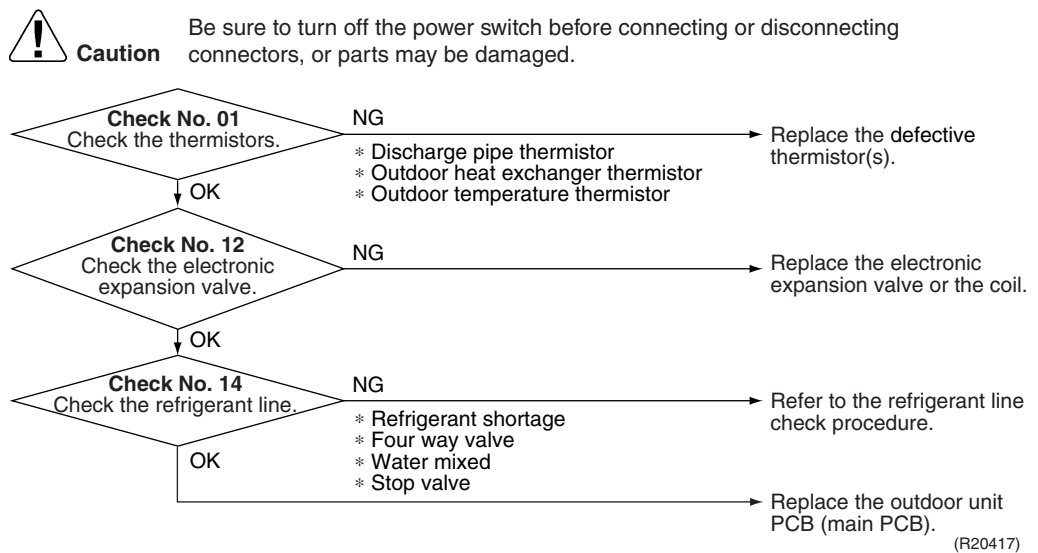 Be sure to turn off the power switch before connecting or disconnecting
Caution connectors, or parts may be damaged.
Check No. 01
Check the thermistors.
NG
∗ Discharge pipe thermistor
∗ Outdoor heat exchanger thermistor
∗ Outdoor temperature thermistor
Replace the defective
thermistor(s).
OK
Check No. 12
Check the electronic
expansion valve.
NG
Replace the electronic
expansion valve or the coil.
OK
Check No. 14
Check the refrigerant line.
NG
∗ Refrigerant shortage
∗ Four way valve
∗ Water mixed
∗ Stop valve
Refer to the refrigerant line
check procedure.
OK
Replace the outdoor unit
PCB (main PCB).
(R20417)